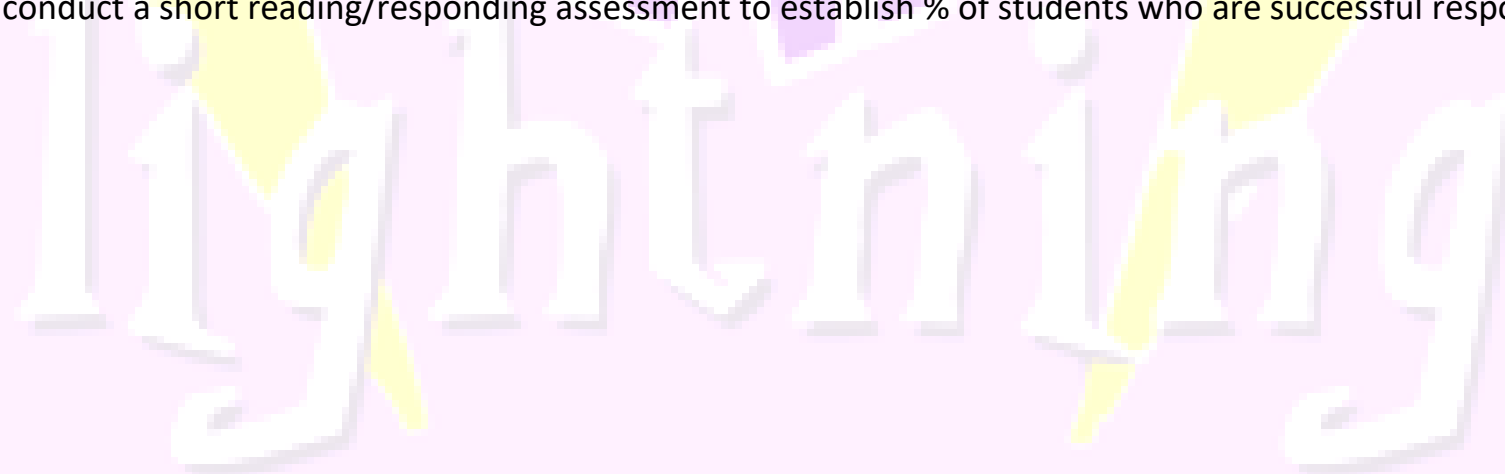 conduct a short reading/responding assessment to establish % of students who are successful
lightning